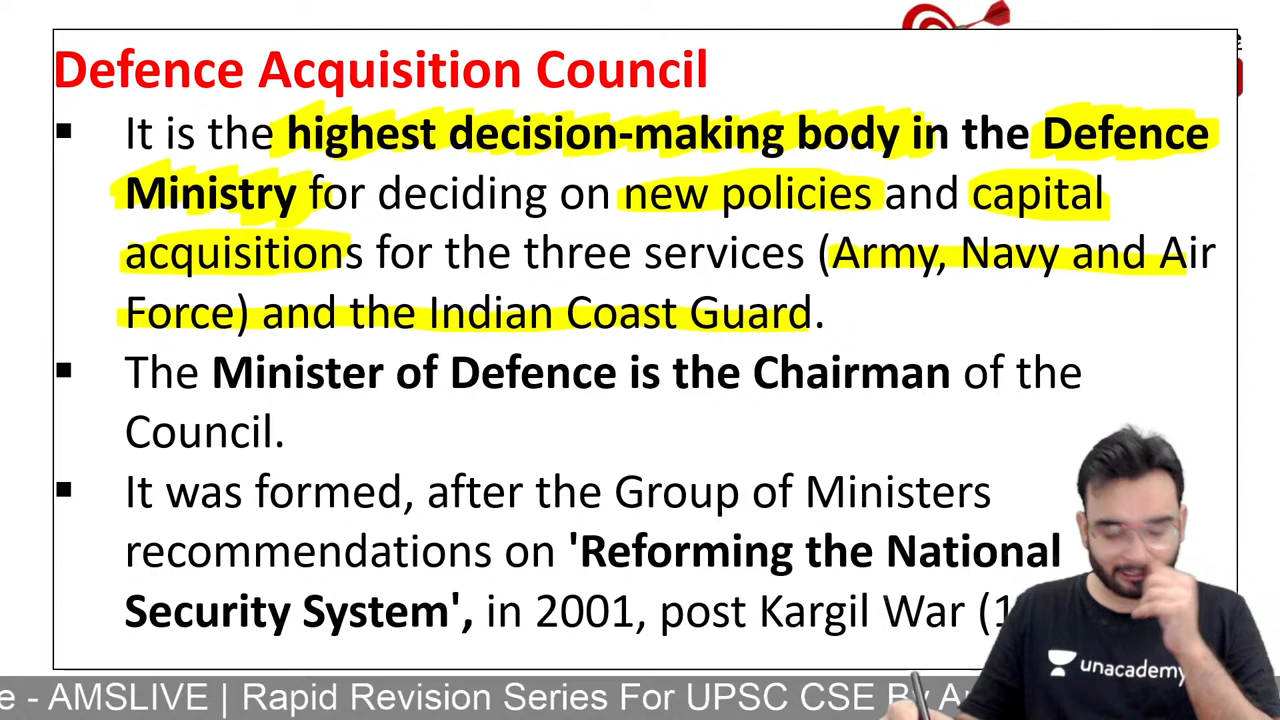 Defence Acquisition Council
▪ It is the highest decision-making body in the Defence
Ministry for deciding on new policies and capital
acquisitions for the three services (Army, Navy and Air
Force) and the Indian Coast Guard.
▪ The Minister of Defence is the Chairman of the
Council.
▪ It was formed, after the Group of Ministers
recommendations on 'Reforming the National
Security System', in 2001, post Kargil War (1
unacademy
e - AMSLIVE | Rapid Revision Series For UPSC CSE By A